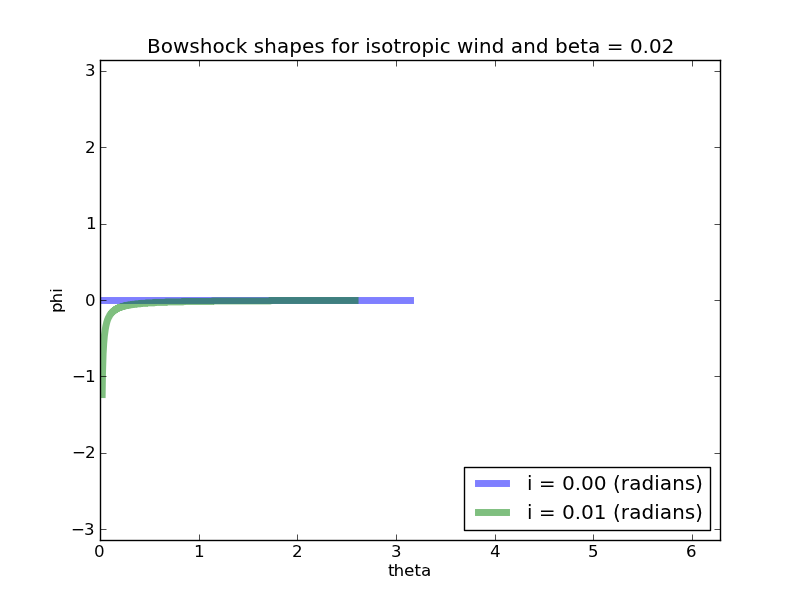 Bowshock shapes for isotropic wind and beta = 0.02
3
2
1
0
−1
−2
−3
phi
0 1 2 3 4 5 6
theta
i = 0.00 (radians)
i = 0.01 (radians)